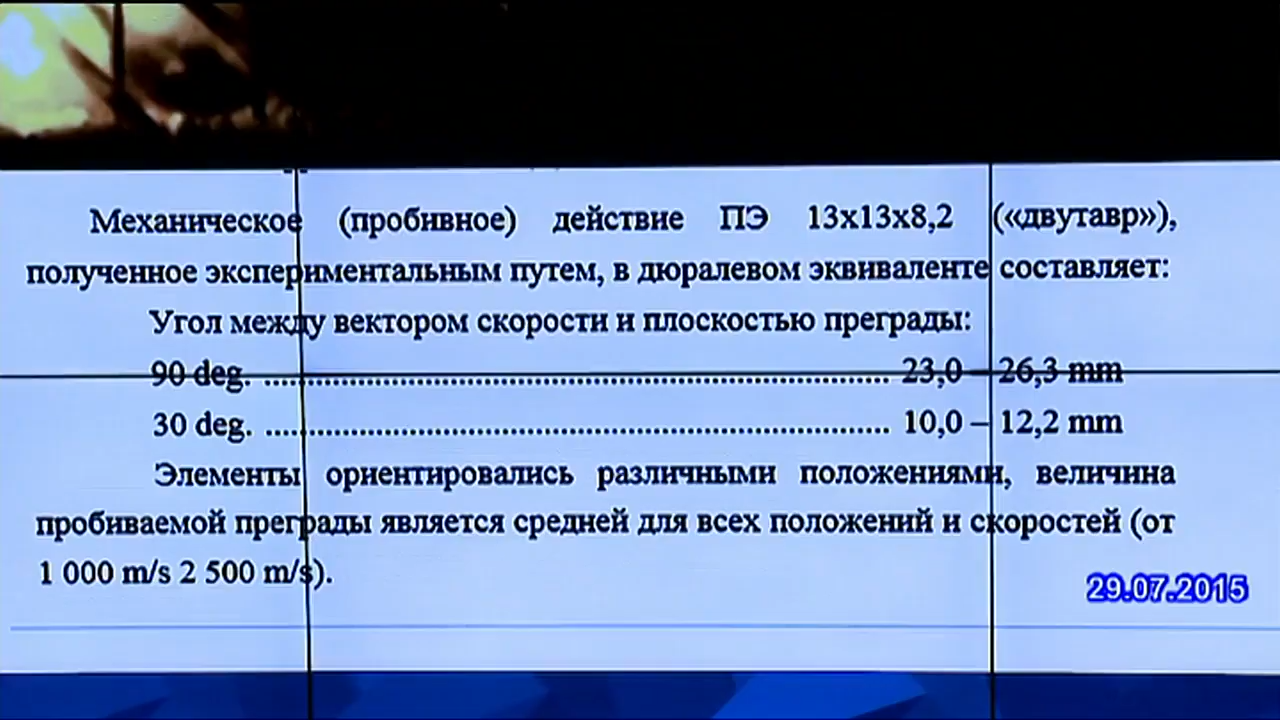 Механическое (пробивное) действие ПЭ 13х13х8,2 («двутавр»),
полученное экспериментальным путем, в дюралевом эквиваленте составляет:
Угол между вектором скорости и плоскостью преграды:
90 deg. ........................................................................ 23,0 – 26,3 mm
30 deg. ........................................................................ 10,0 – 12,2 mm
Элементы ориентировались различными положениями, величина
пробиваемой преграды является средней для всех положений и скоростей (от
1 000 m/s 2 500 m/s).
29.07.2015